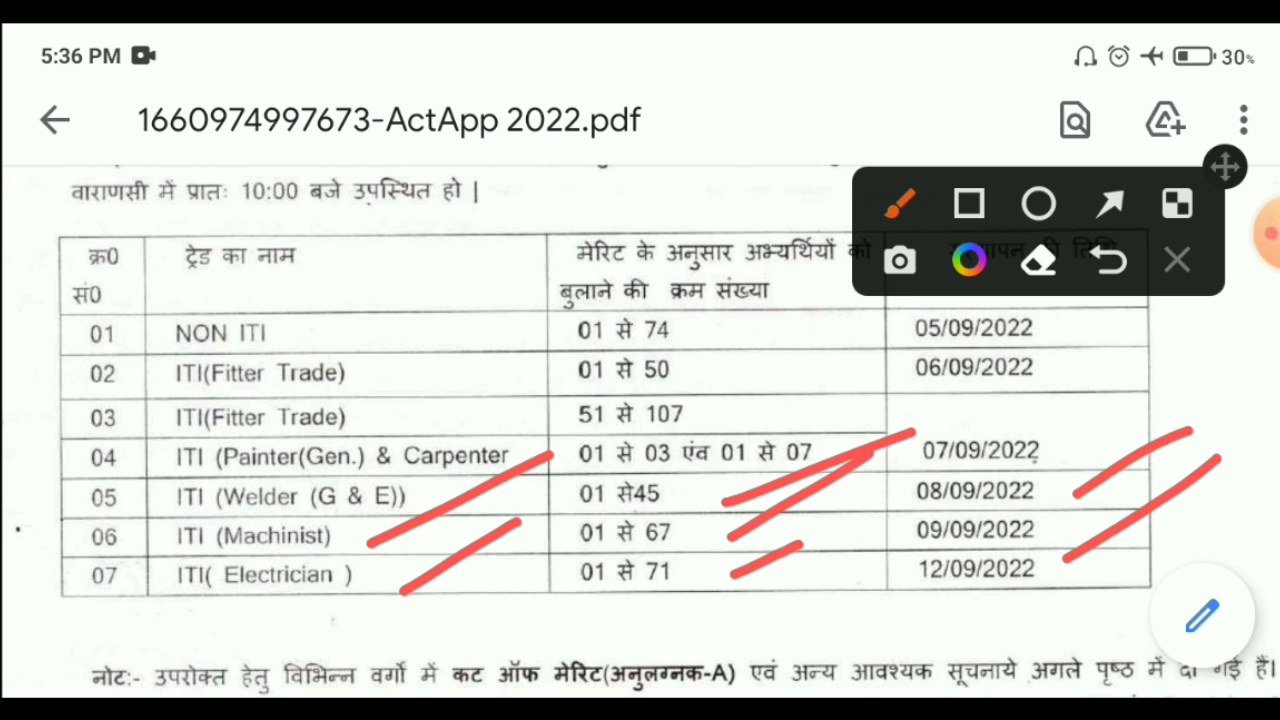 5:36 PM 30%
1660974997673-ActApp 2022.pdf
वाराणसी में प्रातः 10:00 बजे उपस्थित हो |
क्र0 सं0 ट्रेड का नाम मेरिट के अनुसार अभ्यर्थियों को बुलाने की क्रम संख्या
01 NON ITI 01 से 74 05/09/2022
02 ITI(Fitter Trade) 01 से 50 06/09/2022
03 ITI(Fitter Trade) 51 से 107
04 ITI (Painter(Gen.) & Carpenter 01 से 03 एंव 01 से 07 07/09/2022
05 ITI (Welder (G & E)) 01 से45 08/09/2022
06 ITI (Machinist) 01 से 67 09/09/2022
07 ITI( Electrician ) 01 से 71 12/09/2022
नोट:- उपरोक्त हेतु विभिन्न वर्गो में कट ऑफ मेरिट(अनुलग्नक-A) एवं अन्य आवश्यक सूचनाये अगले पृष्ठ में दी गई हैं।